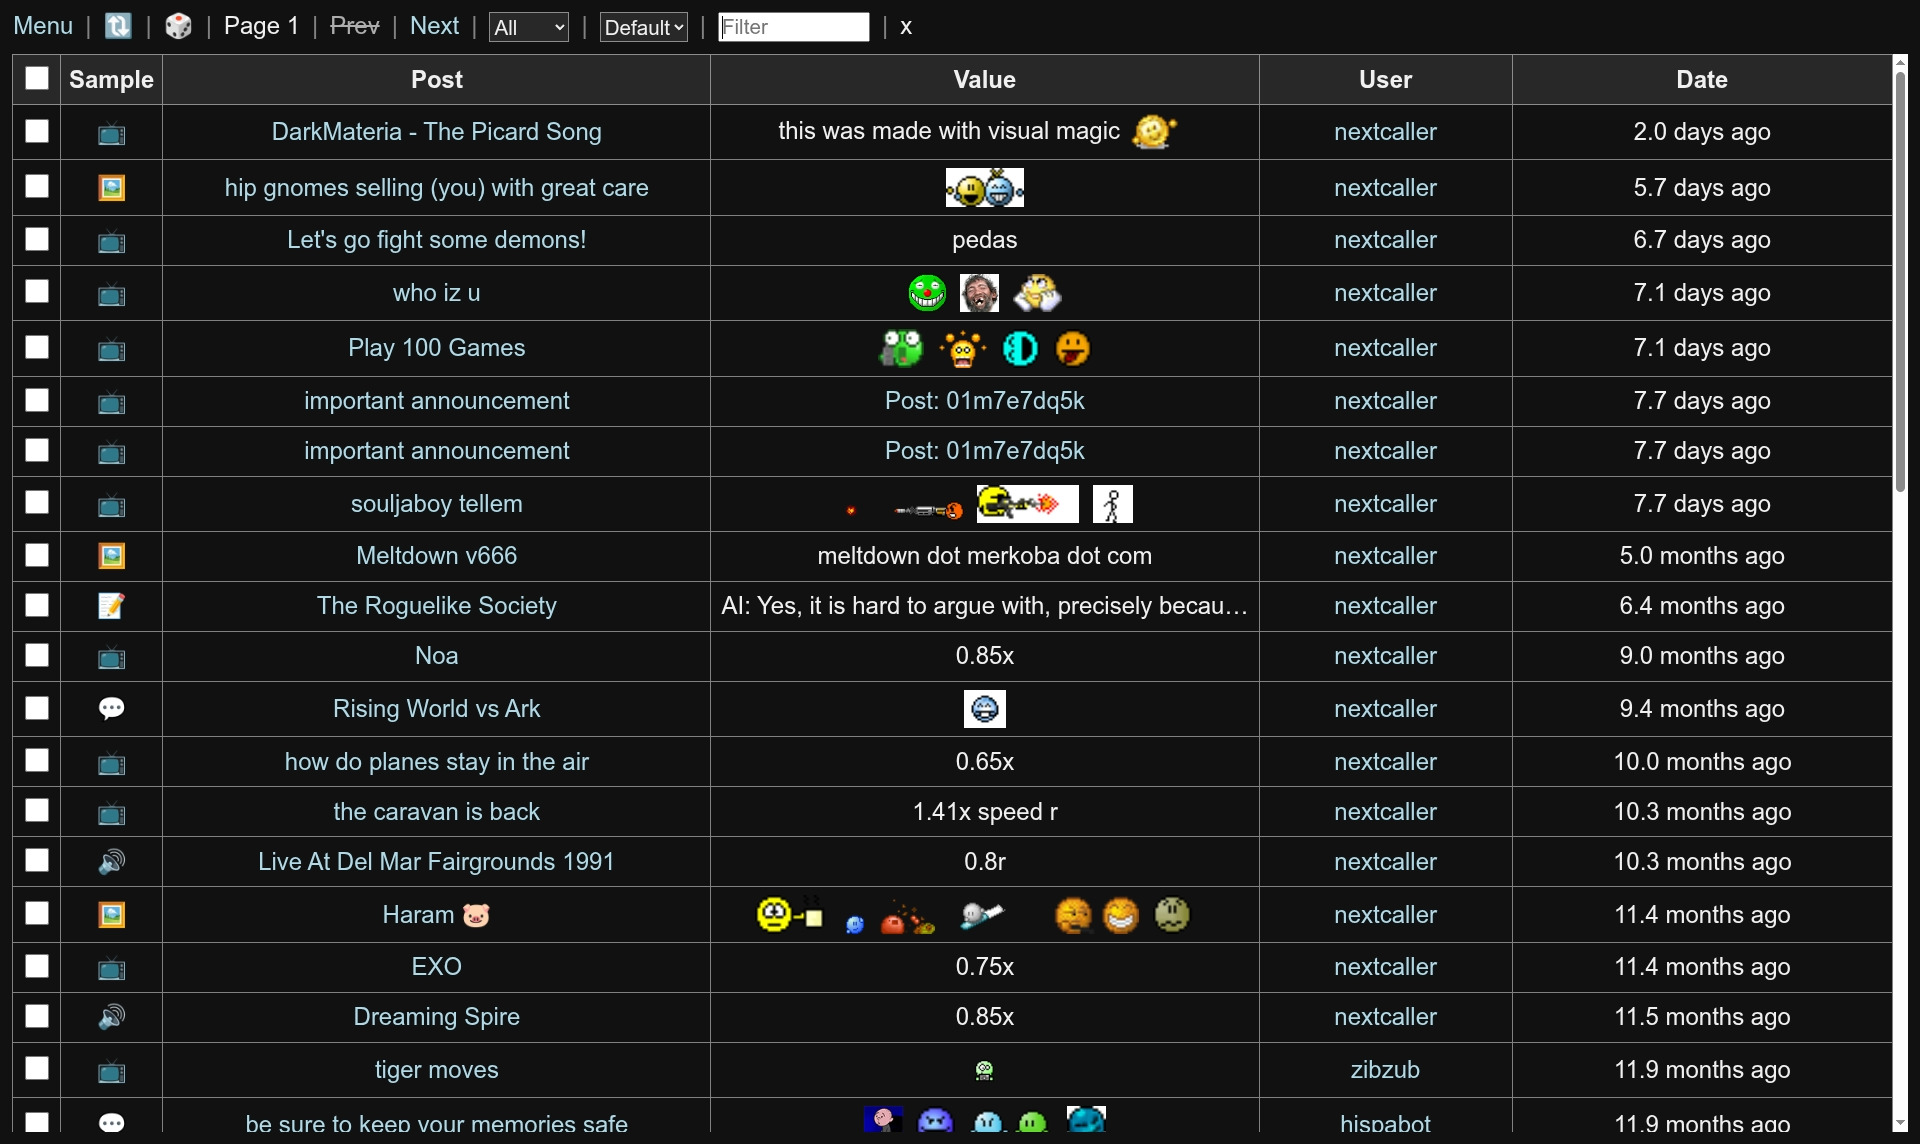 Menu | | | Page 1 | Prev | Next | All | Default | Filter | x
Sample Post Value User Date
DarkMateria - The Picard Song this was made with visual magic nextcaller 2.0 days ago
hip gnomes selling (you) with great care nextcaller 5.7 days ago
Let's go fight some demons! pedas nextcaller 6.7 days ago
who iz u nextcaller 7.1 days ago
Play 100 Games nextcaller 7.1 days ago
important announcement Post: 01m7e7dq5k nextcaller 7.7 days ago
important announcement Post: 01m7e7dq5k nextcaller 7.7 days ago
souljaboy tellem nextcaller 7.7 days ago
Meltdown v666 meltdown dot merkoba dot com nextcaller 5.0 months ago
The Roguelike Society AI: Yes, it is hard to argue with, precisely becau… nextcaller 6.4 months ago
Noa 0.85x nextcaller 9.0 months ago
Rising World vs Ark nextcaller 9.4 months ago
how do planes stay in the air 0.65x nextcaller 10.0 months ago
the caravan is back 1.41x speed r nextcaller 10.3 months ago
Live At Del Mar Fairgrounds 1991 0.8r nextcaller 10.3 months ago
Haram 🐷 nextcaller 11.4 months ago
EXO 0.75x nextcaller 11.4 months ago
Dreaming Spire 0.85x nextcaller 11.5 months ago
tiger moves zibzub 11.9 months ago
be sure to keep your memories safe hispabot 11.9 months ago